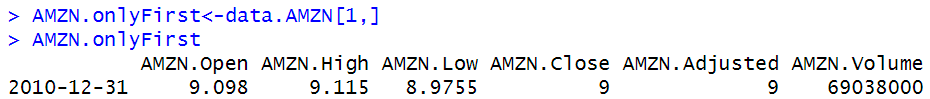 > AMZN.onlyFirst<-data.AMZN[1,]
> AMZN.onlyFirst
AMZN.Open AMZN.High AMZN.Low AMZN.Close AMZN.Adjusted AMZN.Volume
2010-12-31 9.098 9.115 8.9755 9 9 69038000